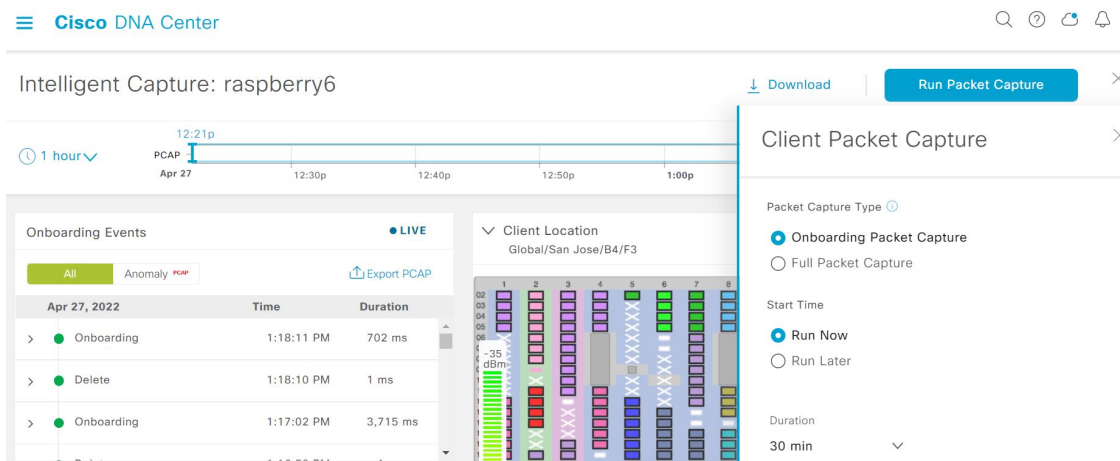 Cisco DNA Center
Intelligent Capture: raspberry6
Download
Run Packet Capture
1 hour
12:21p
PCAP
Apr 27
12:30p
12:40p
12:50p
1:00p
Onboarding Events
LIVE
All
Anomaly PCAP
Export PCAP
Apr 27, 2022 Time Duration
Onboarding 1:18:11 PM 702 ms
Delete 1:18:10 PM 1 ms
Onboarding 1:17:02 PM 3,715 ms
Client Location
Global/San Jose/B4/F3
1 2 3 4 5 6 7 8
02
03
04
05
-35
dBm
Client Packet Capture
Packet Capture Type
Onboarding Packet Capture
Full Packet Capture
Start Time
Run Now
Run Later
Duration
30 min